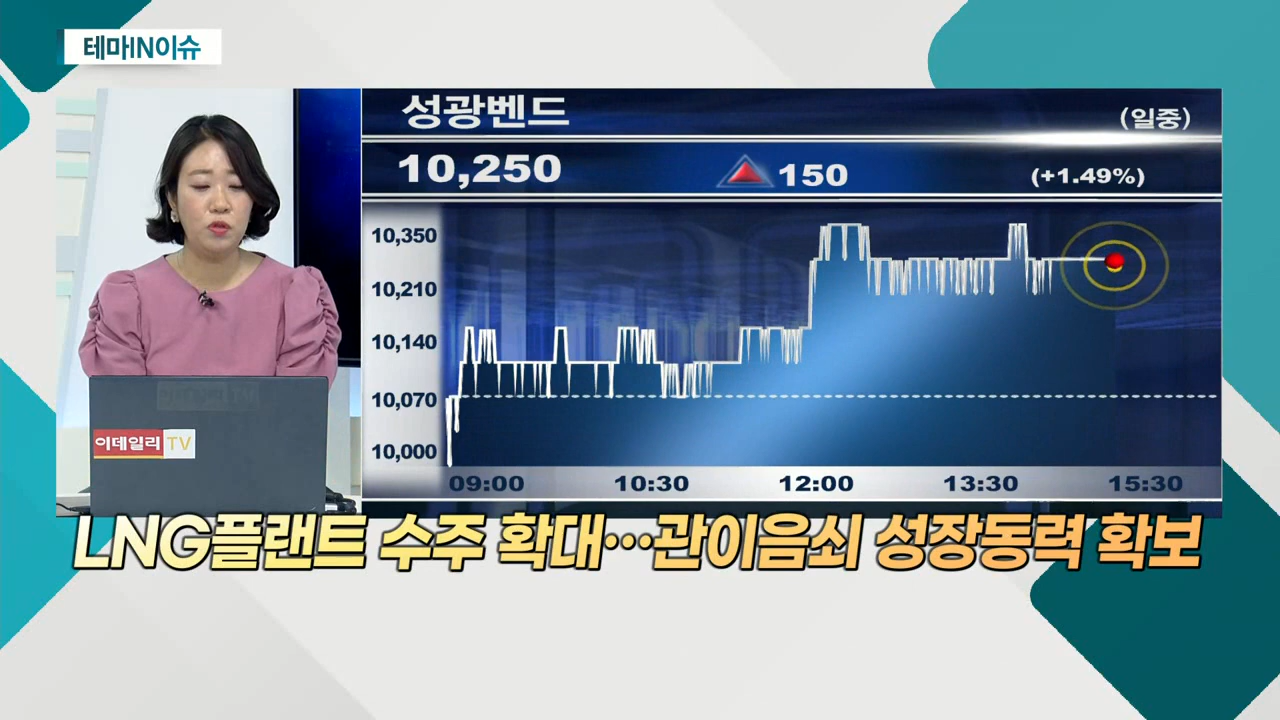 테마IN이슈
성광벤드
(일중)
10,250
150
(+1.49%)
10,350
10,210
10,140
10,070
10,000
09:00
10:30
12:00
13:30
15:30
이데일리 TV
LNG플랜트 수주 확대···관이음쇠 성장동력 확보